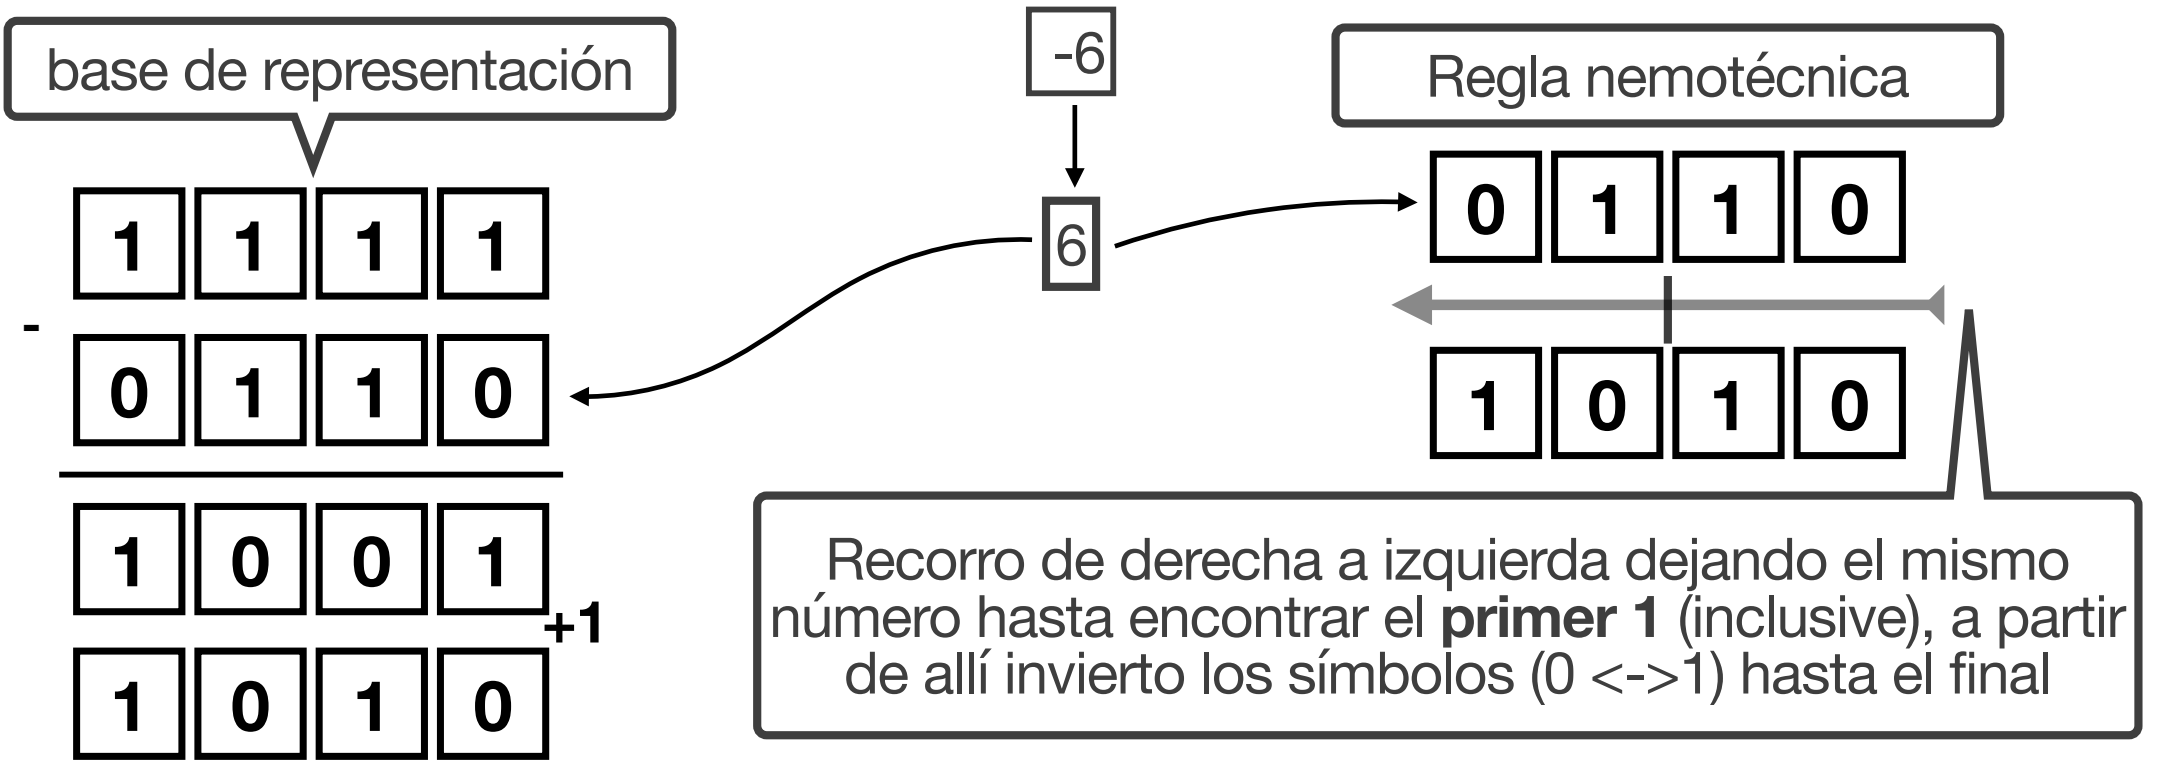 base de representación
1 1 1 1
-
0 1 1 0
1 0 0 1
+1
1 0 1 0
-6
6
Regla nemotécnica
0 1 1 0
1 0 1 0
Recorro de derecha a izquierda dejando el mismo
número hasta encontrar el primer 1 (inclusive), a partir
de allí invierto los símbolos (0 <->1) hasta el final